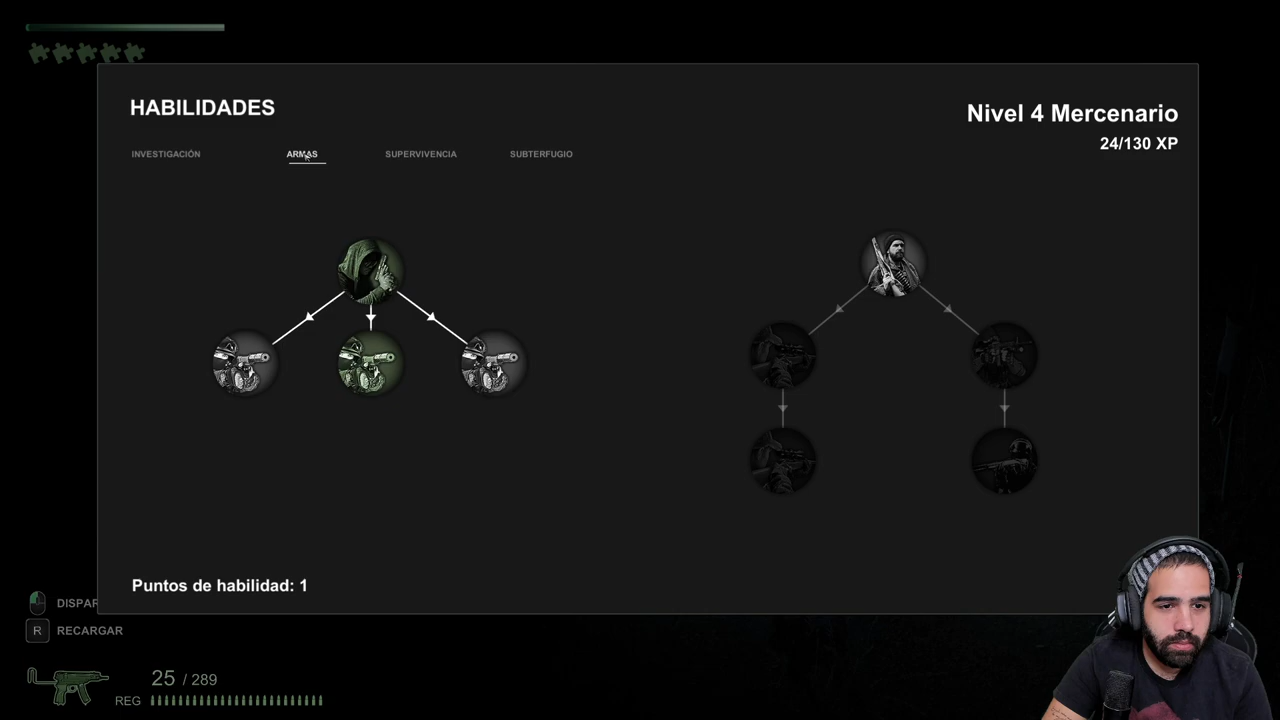 HABILIDADES
Nivel 4 Mercenario
24/130 XP
INVESTIGACIÓN
ARMAS
SUPERVIVENCIA
SUBTERFUGIO
Puntos de habilidad: 1
DISPAR
R RECARGAR
25 / 289
REG